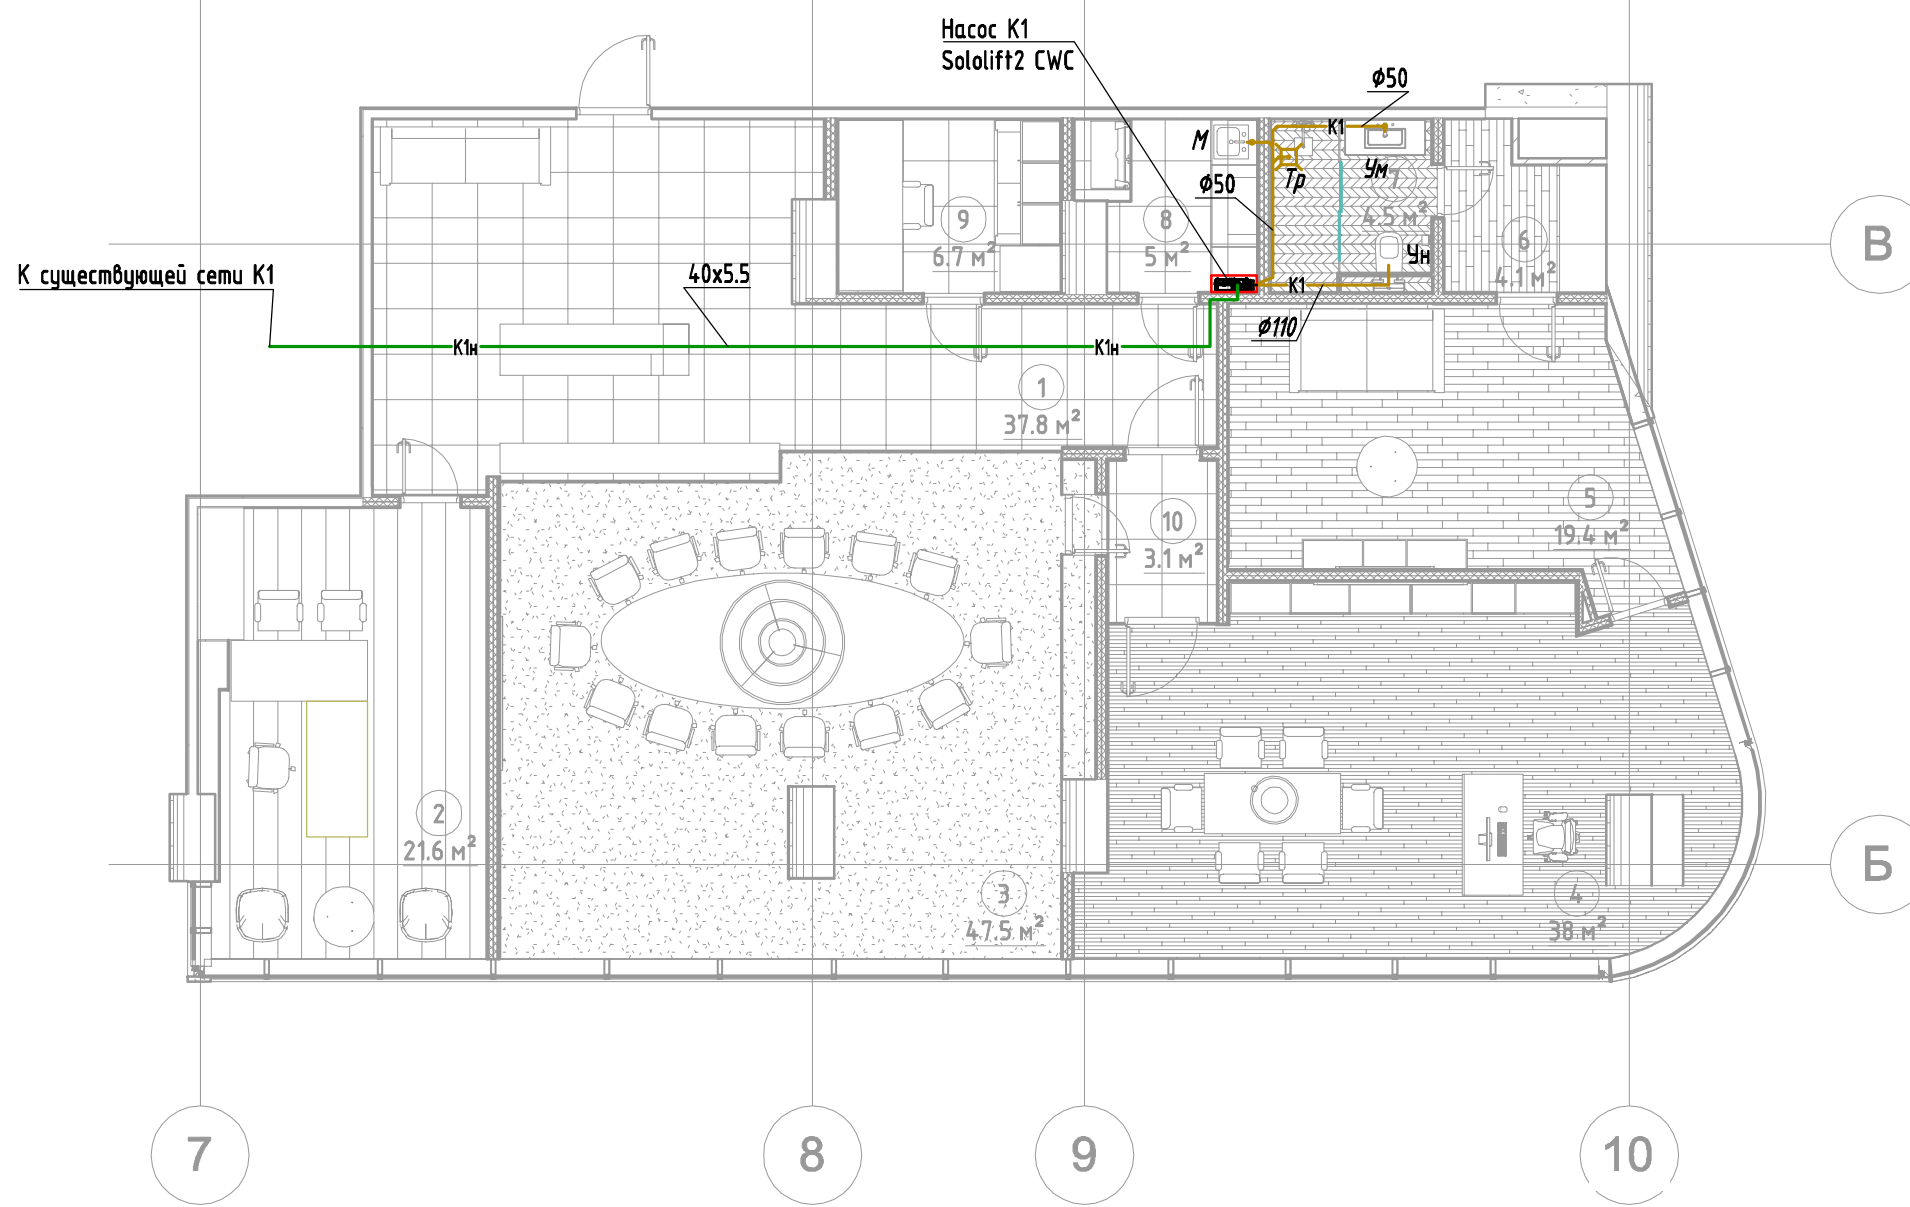 Насос К1
Sololift2 CWC
Ø50
К1
М
Ум
Тр
7
4.5 м²
Ø50
9
6.7 м²
8
5 м²
6
4.1 м²
В
Ун
К существующей сети К1
40х5.5
К1
Ø110
К1н
К1н
1
37.8 м²
5
19.4 м²
10
3.1 м²
2
21.6 м²
3
47.5 м²
4
38 м²
Б
7
8
9
10